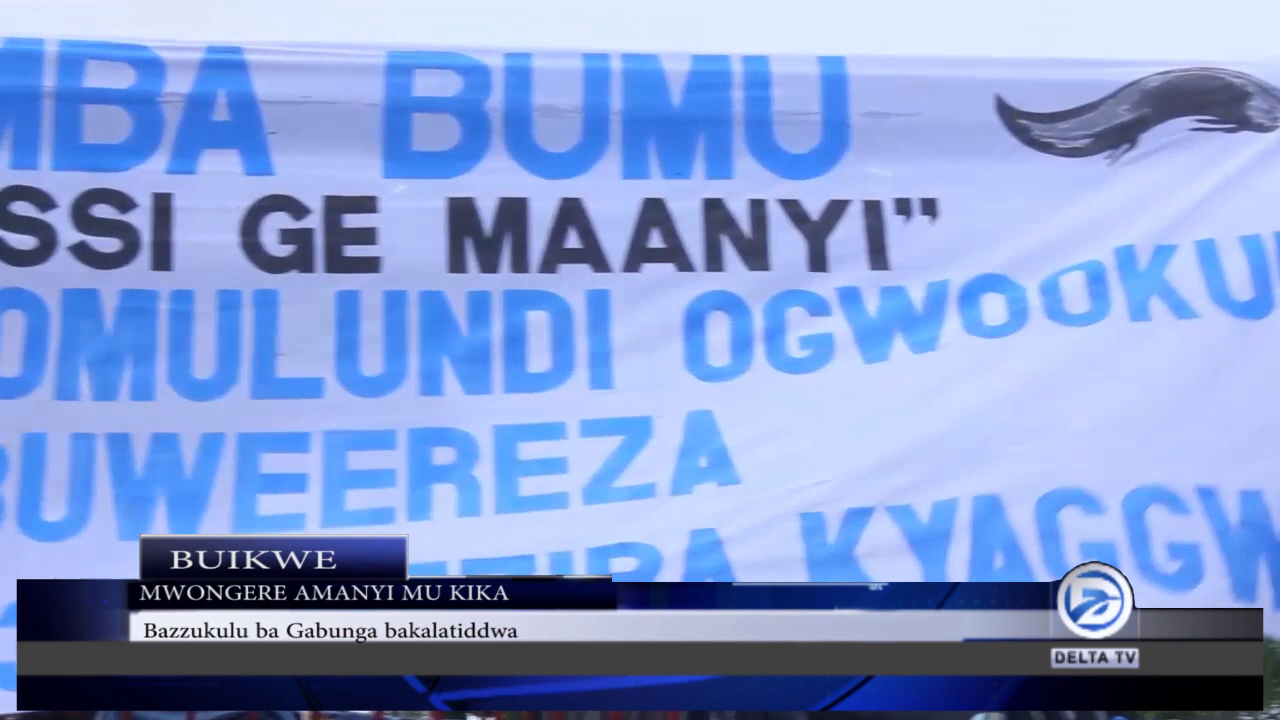 MBA BUMU
SSI GE MAANYI”
OMULUNDI OGWOOKU
BUWEEREZA
KYAGGW
BUIKWE
MWONGERE AMANYI MU KIKA
Bazzukulu ba Gabunga bakalatiddwa
DELTA TV